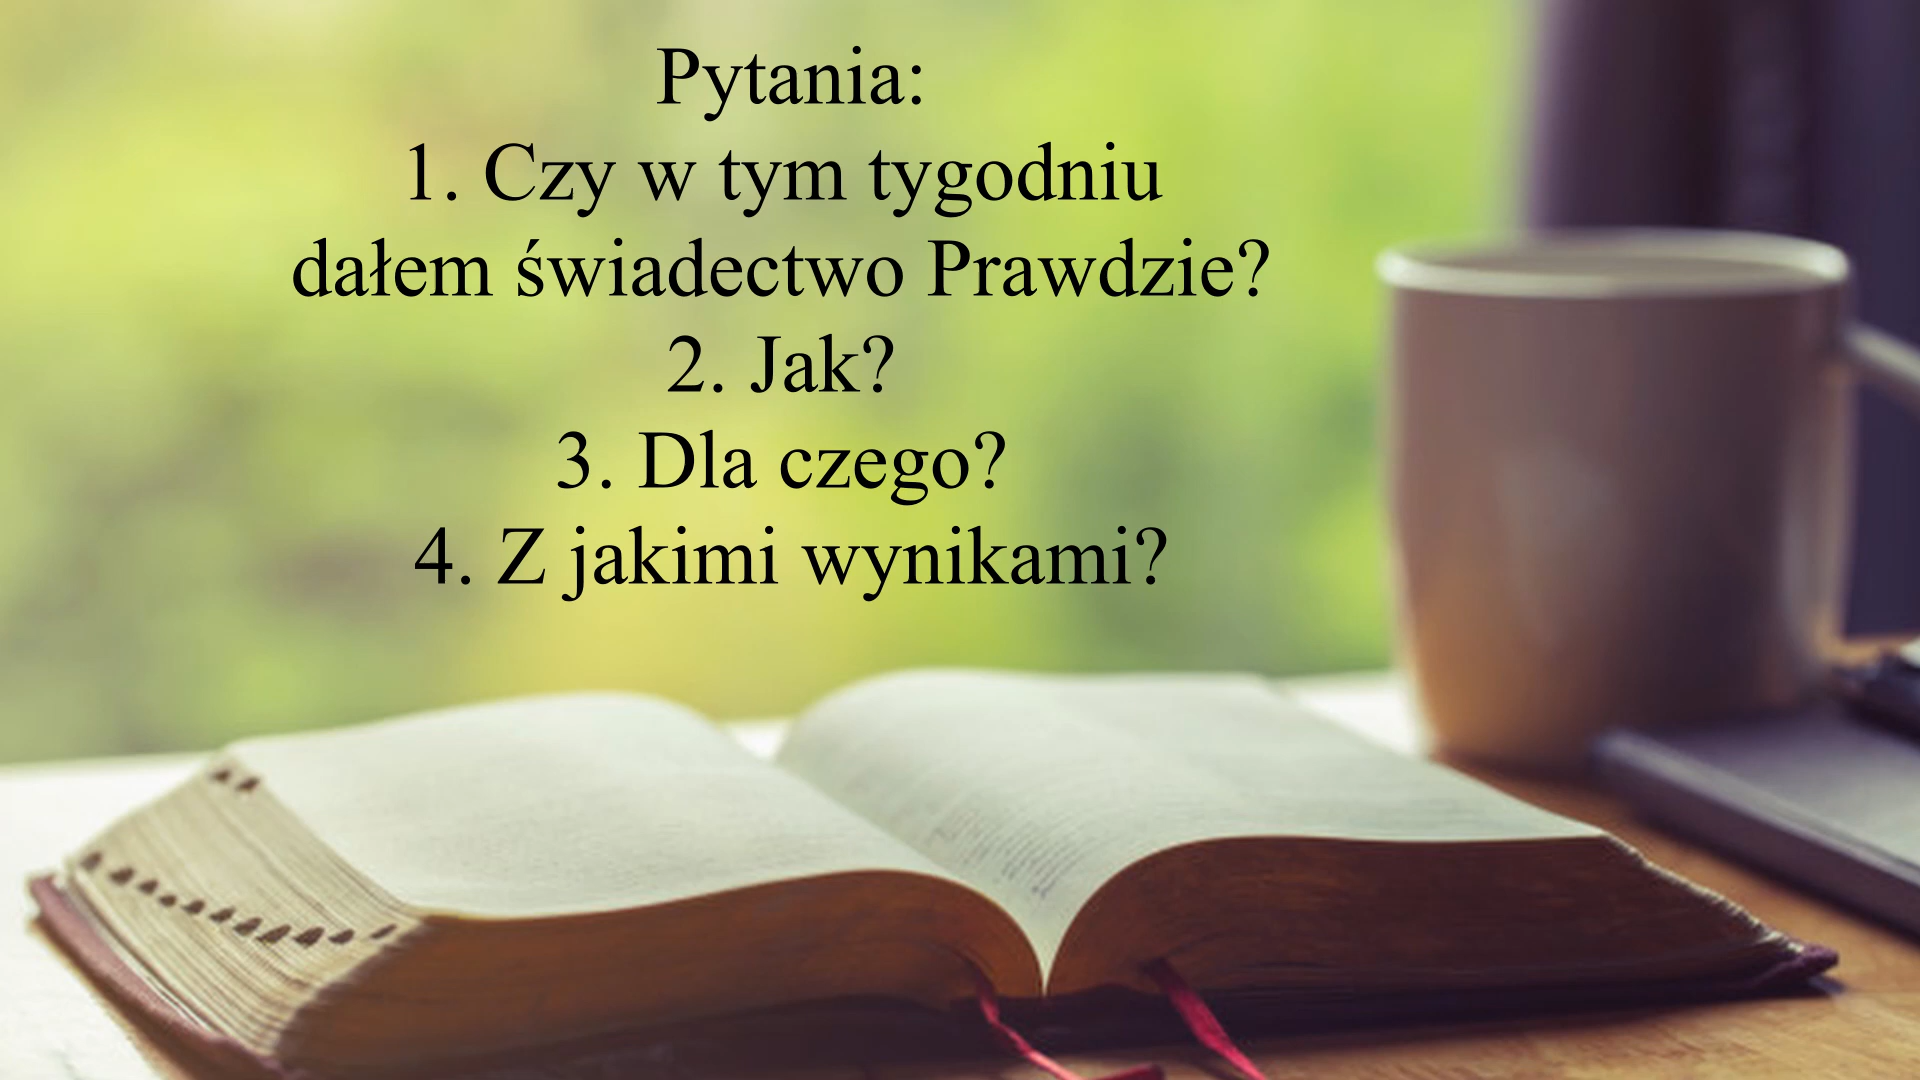 Pytania:
1. Czy w tym tygodniu
dałem świadectwo Prawdzie?
2. Jak?
3. Dla czego?
4. Z jakimi wynikami?